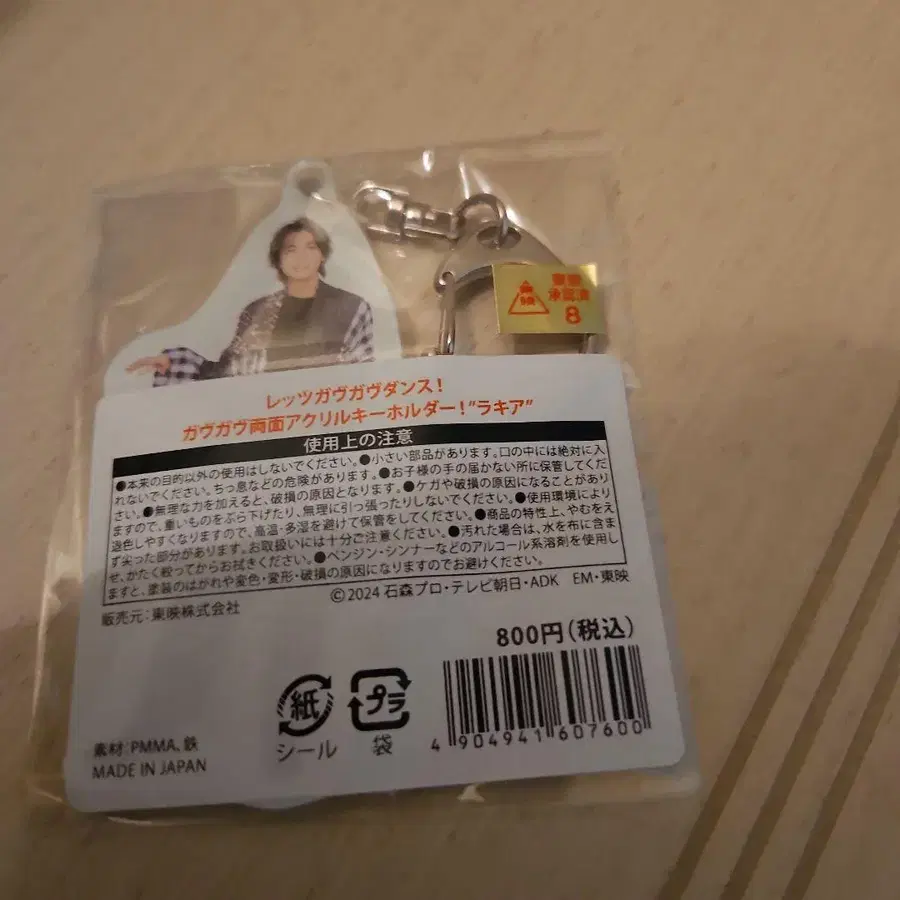 東映
承認済
8
レッツガヴガヴダンス！
ガヴガヴ両面アクリルキーホルダー！"ラキア"
使用上の注意
●本来の目的以外の使用はしないでください。●小さい部品があります。口の中には絶対に入
れないでください。ちっ息などの危険があります。●お子様の手の届かない所に保管してくだ
さい。●無理な力を加えると、破損の原因となります。●ケガや破損の原因になることがあり
ますので、重いものをぶら下げたり、無理に引っ張ったりしないでください。●使用環境により
退色しやすくなりますので、高温・多湿を避けて保管をしてください。●商品の特性上、やむをえ
ず尖った部分があります。お取扱いには十分ご注意ください。●汚れた場合は、水を布に含ま
せ、かたく絞ってからお拭きください。●ベンジン・シンナーなどのアルコール系溶剤を使用し
ますと、塗装のはがれや変色・変形・破損の原因になりますのでお避けください。
©2024 石森プロ・テレビ朝日・ADK EM・東映
販売元：東映株式会社
800円（税込）
紙
シール
プラ
袋
4 904941 607600
素材：PMMA、鉄
MADE IN JAPAN